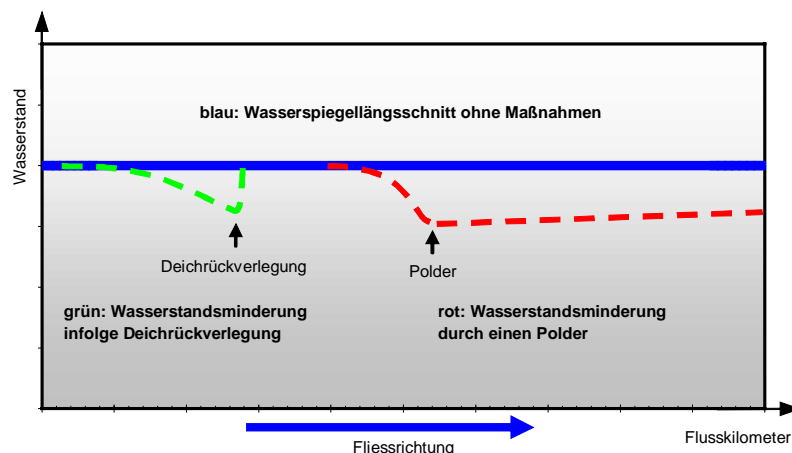 blau: Wasserspiegellängsschnitt ohne Maßnahmen
Wasserstand
Deichrückverlegung
Polder
grün: Wasserstandsminderung
infolge Deichrückverlegung
rot: Wasserstandsminderung
durch einen Polder
Fliessrichtung
Flusskilometer